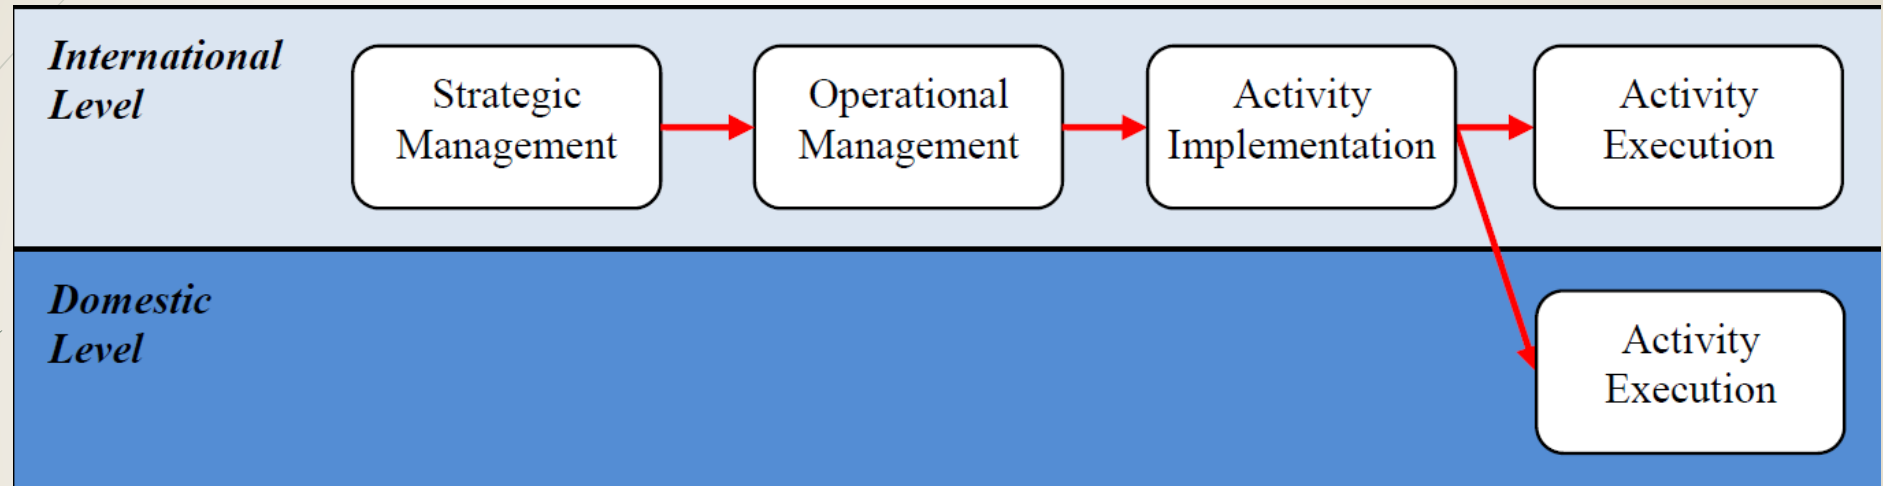 International
Level
Strategic
Management
Operational
Management
Activity
Implementation
Activity
Execution
Domestic
Level
Activity
Execution